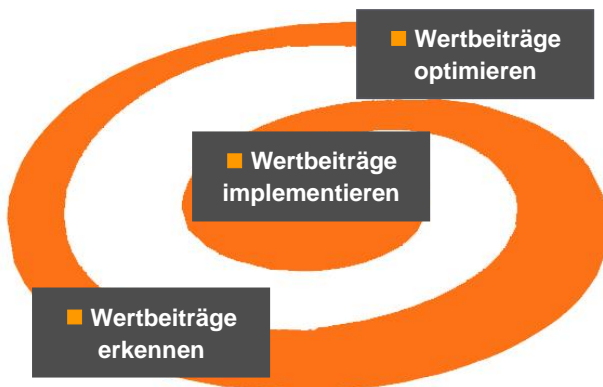 Wertbeiträge
optimieren
Wertbeiträge
implementieren
Wertbeiträge
erkennen